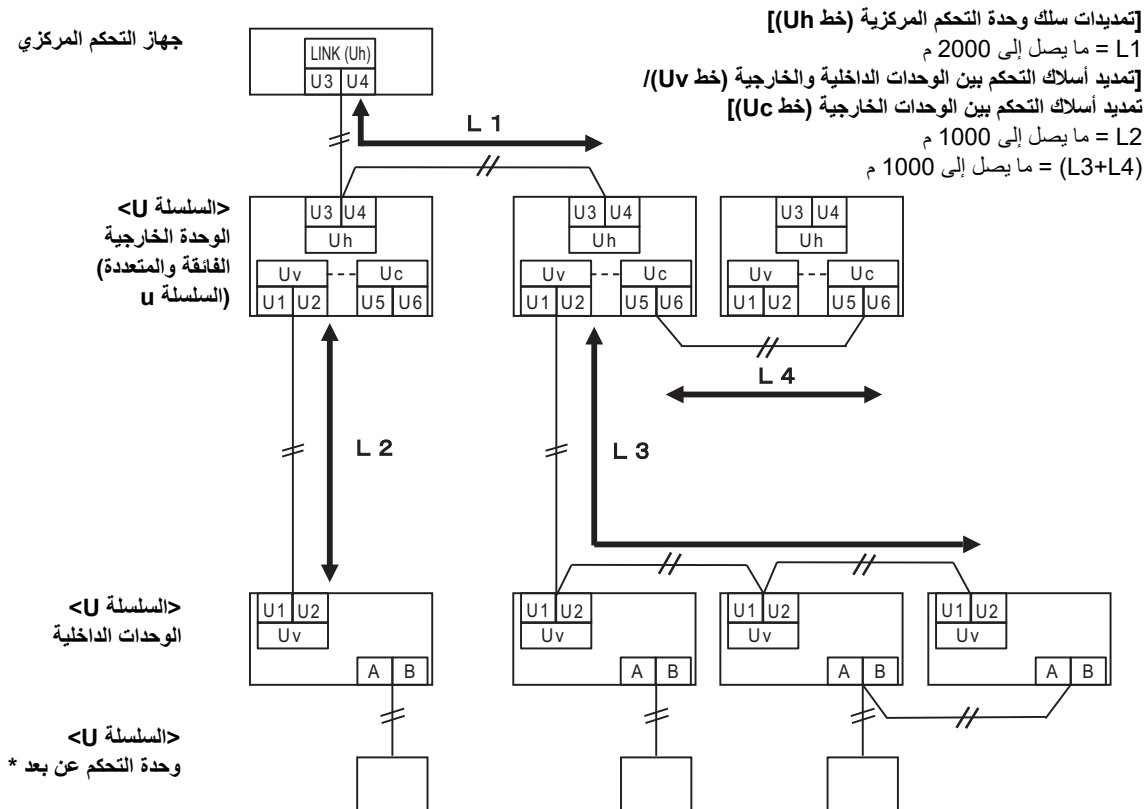 [تمديدات سلك وحدة التحكم المركزية (خط Uh)]
L1 = ما يصل إلى 2000 م
[تمديد أسلاك التحكم بين الوحدات الداخلية والخارجية (خط Uv)/
تمديد أسلاك التحكم بين الوحدات الخارجية (خط Uc)]
L2 = ما يصل إلى 1000 م
(L3+L4) = ما يصل إلى 1000 م
جهاز التحكم المركزي
LINK (Uh)
U3 U4
L 1
<السلسلة U>
الوحدة الخارجية
الفائقة والمتعددة)
(السلسلة u
U3 U4
Uh
Uv Uc
U1 U2 U5 U6
U3 U4
Uh
Uv Uc
U1 U2 U5 U6
U3 U4
Uh
Uv Uc
U1 U2 U5 U6
L 4
L 2
L 3
<السلسلة U>
الوحدات الداخلية
U1 U2
Uv
A B
U1 U2
Uv
A B
U1 U2
Uv
A B
U1 U2
Uv
A B
<السلسلة U>
وحدة التحكم عن بعد *